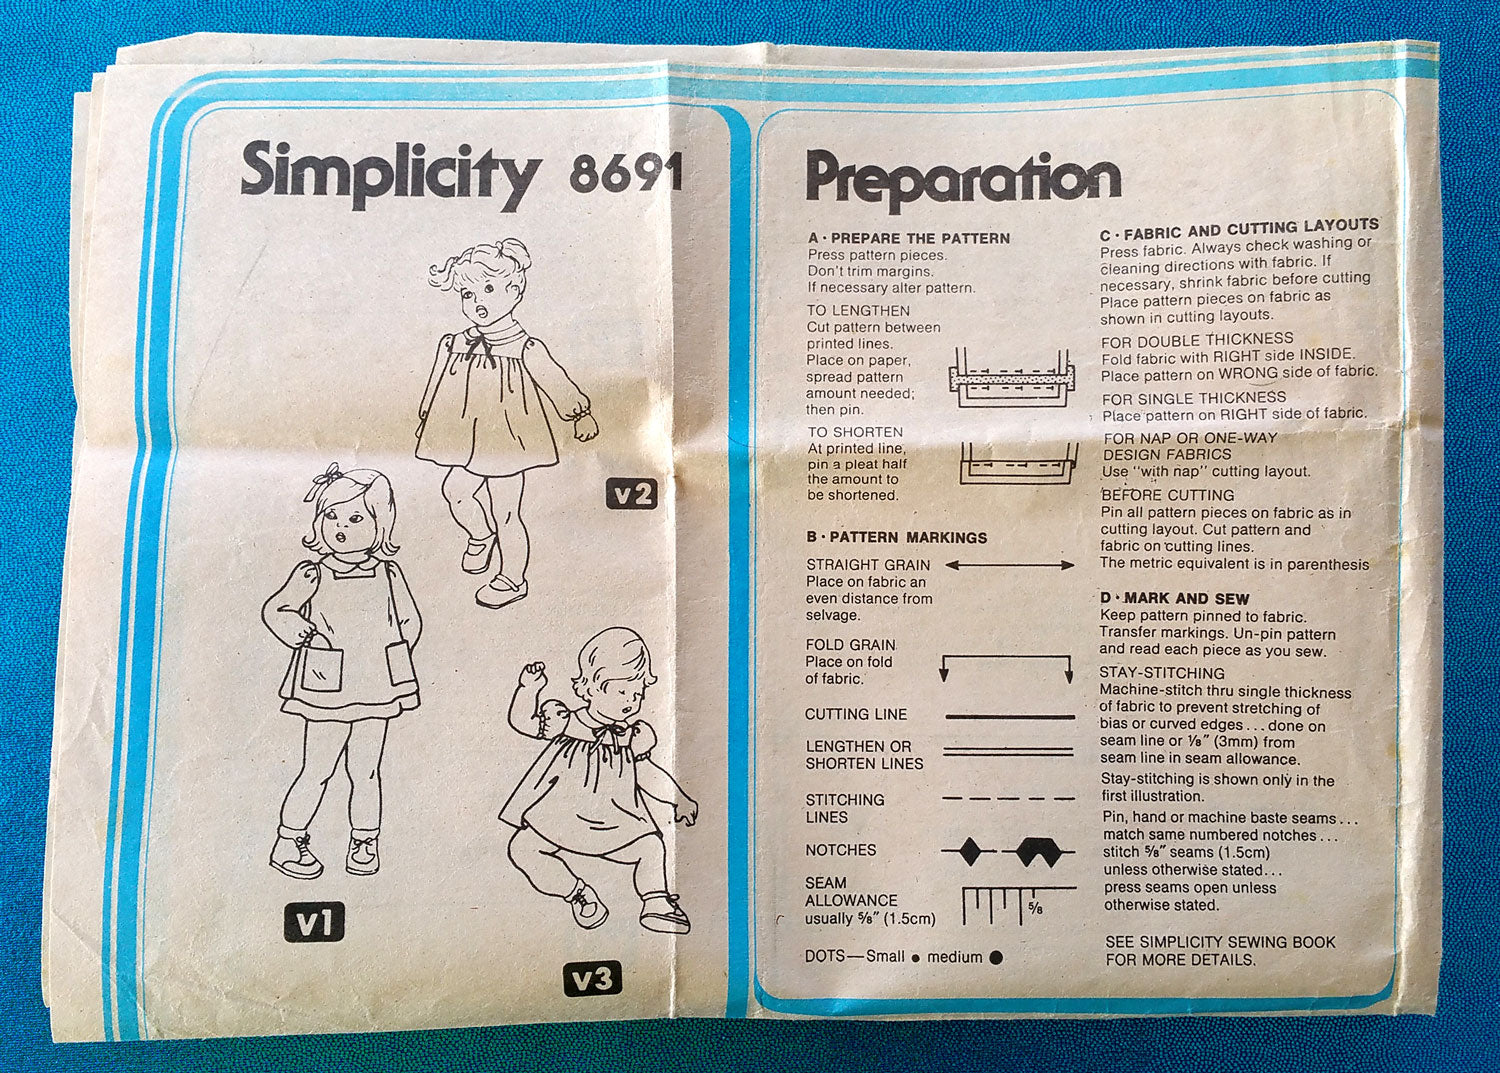 Simplicity 8691
v2
v1
v3
Preparation
A · PREPARE THE PATTERN
Press pattern pieces.
Don't trim margins.
If necessary alter pattern.
TO LENGTHEN
Cut pattern between
printed lines.
Place on paper,
spread pattern
amount needed;
then pin.
TO SHORTEN
At printed line,
pin a pleat half
the amount to
be shortened.
B · PATTERN MARKINGS
STRAIGHT GRAIN
Place on fabric an
even distance from
selvage.
FOLD GRAIN
Place on fold
of fabric.
CUTTING LINE
LENGTHEN OR
SHORTEN LINES
STITCHING
LINES
NOTCHES
SEAM
ALLOWANCE
usually ⅝" (1.5cm)
⅝
DOTS—Small ● medium ●
C · FABRIC AND CUTTING LAYOUTS
Press fabric. Always check washing or
cleaning directions with fabric. If
necessary, shrink fabric before cutting
Place pattern pieces on fabric as
shown in cutting layouts.
FOR DOUBLE THICKNESS
Fold fabric with RIGHT side INSIDE.
Place pattern on WRONG side of fabric.
FOR SINGLE THICKNESS
Place pattern on RIGHT side of fabric.
FOR NAP OR ONE-WAY
DESIGN FABRICS
Use "with nap" cutting layout.
BEFORE CUTTING
Pin all pattern pieces on fabric as in
cutting layout. Cut pattern and
fabric on cutting lines.
The metric equivalent is in parenthesis
D · MARK AND SEW
Keep pattern pinned to fabric.
Transfer markings. Un-pin pattern
and read each piece as you sew.
STAY-STITCHING
Machine-stitch thru single thickness
of fabric to prevent stretching of
bias or curved edges . . . done on
seam line or ⅛" (3mm) from
seam line in seam allowance.
Stay-stitching is shown only in the
first illustration.
Pin, hand or machine baste seams . . .
match same numbered notches . . .
stitch ⅝" seams (1.5cm)
unless otherwise stated . . .
press seams open unless
otherwise stated.
SEE SIMPLICITY SEWING BOOK
FOR MORE DETAILS.